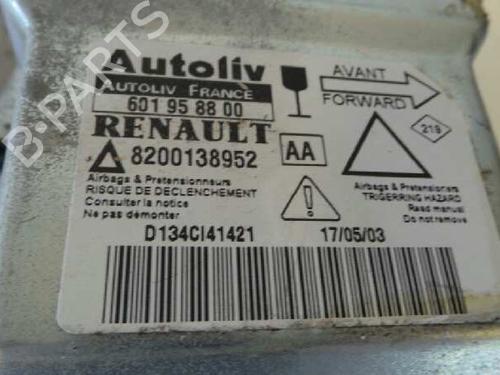 Autoliv
AUTOLIV FRANCE
601 95 88 00
RENAULT
8200138952
AA
AVANT
FORWARD
219
Airbags & Pretensionneurs
RISQUE DE DECLENCHEMENT
Consulter la notice
Ne pas démonter
Airbags & Pretensioners
TRIGERRING HAZARD
Read manual
Do not remove
D134CI41421
17/05/03
B-PARTS